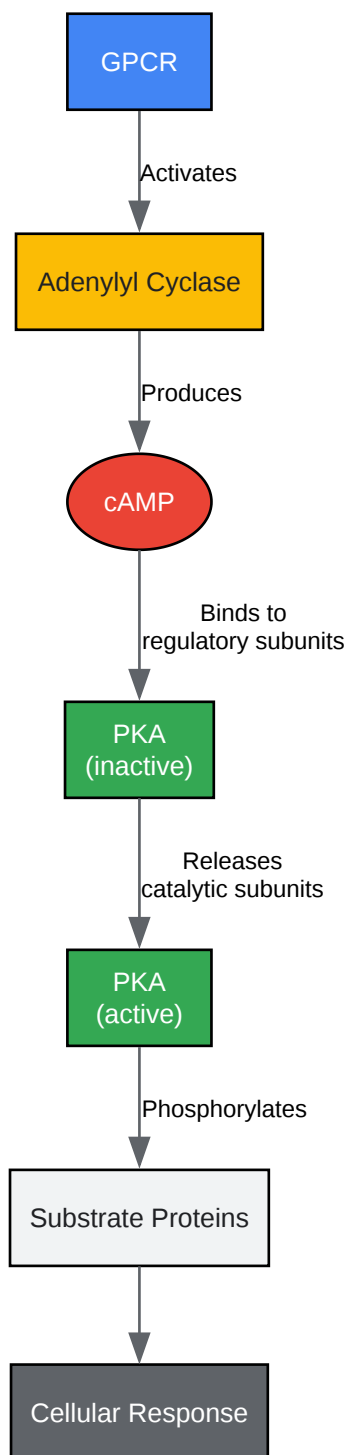 GPCR
Activates
Adenylyl Cyclase
Produces
cAMP
Binds to
regulatory subunits
PKA
(inactive)
Releases
catalytic subunits
PKA
(active)
Phosphorylates
Substrate Proteins
Cellular Response